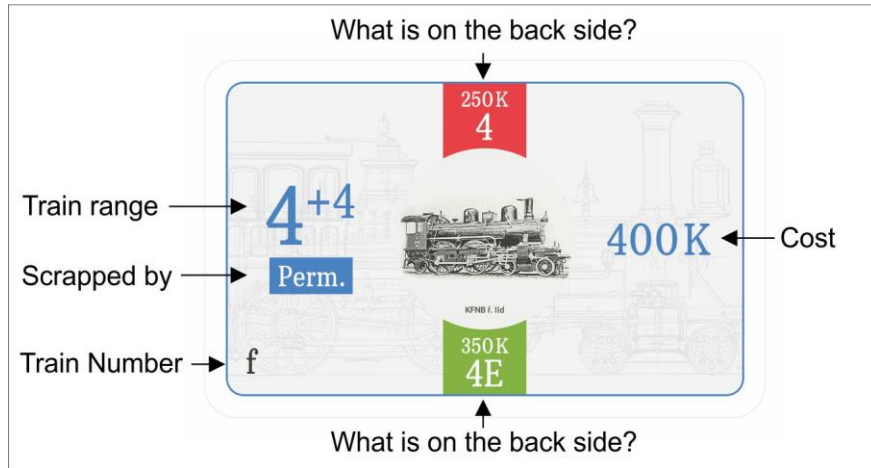 What is on the back side?
250K
4
Train range
4+4
400K
Cost
Scrapped by
Perm.
KFNB ř. IId
Train Number
f
350K
4E
What is on the back side?